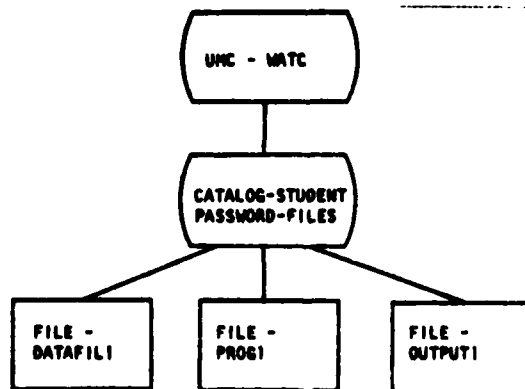 UMC - WATC
CATALOG-STUDENT
PASSWORD-FILES
FILE -
DATAFIL1
FILE -
PROG1
FILE -
OUTPUT1